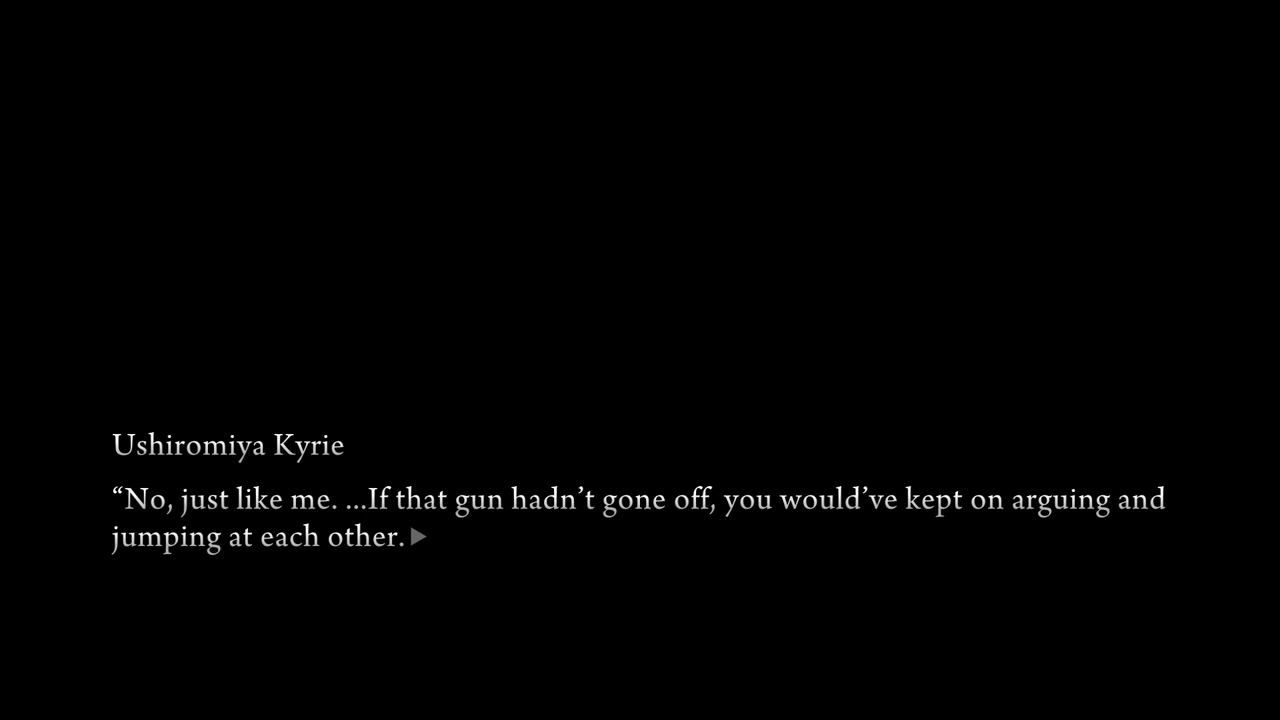 Ushiromiya Kyrie
“No, just like me. ...If that gun hadn’t gone off, you would’ve kept on arguing and
jumping at each other.